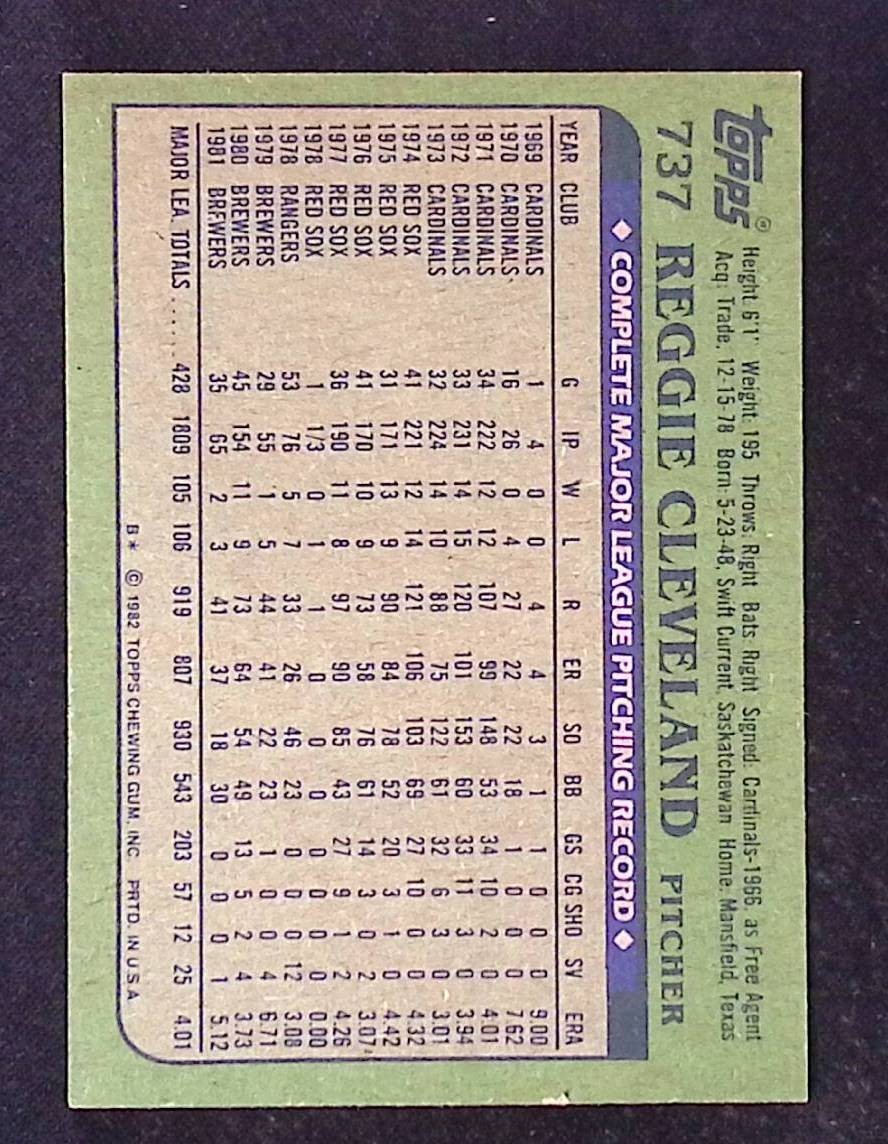 topps®
Height: 6'1" Weight: 195 Throws: Right Bats: Right Signed: Cardinals-1966, as Free Agent
Acq: Trade, 12-15-78 Born: 5-23-48, Swift Current, Saskatchewan Home: Mansfield, Texas
737 REGGIE CLEVELAND PITCHER
◆ COMPLETE MAJOR LEAGUE PITCHING RECORD ◆
YEAR CLUB G IP W L R ER SO BB GS CG SHO SV ERA
1969 CARDINALS 1 4 0 0 4 4 3 1 1 0 0 0 9.00
1970 CARDINALS 16 26 0 4 27 22 22 18 1 0 0 0 7.62
1971 CARDINALS 34 222 12 12 107 99 148 53 34 10 2 0 4.01
1972 CARDINALS 33 231 14 15 120 101 153 60 33 11 3 0 3.94
1973 CARDINALS 32 224 14 10 88 75 122 61 32 6 3 0 3.01
1974 RED SOX 41 221 12 14 121 106 103 69 27 10 0 0 4.32
1975 RED SOX 31 171 13 9 90 84 78 52 20 3 1 0 4.42
1976 RED SOX 41 170 10 9 73 58 76 61 14 3 0 2 3.07
1977 RED SOX 36 190 11 8 97 90 85 43 27 9 1 2 4.26
1978 RED SOX 1 1/3 0 1 1 0 0 0 0 0 0 0 0.00
1978 RANGERS 53 76 5 7 33 26 46 23 0 0 0 12 3.08
1979 BREWERS 29 55 1 5 44 41 22 23 1 0 0 4 6.71
1980 BREWERS 45 154 11 9 73 64 54 49 13 5 2 4 3.73
1981 BREWERS 35 65 2 3 41 37 18 30 0 0 0 1 5.12
MAJOR LEA. TOTALS ...... 428 1809 105 106 919 807 930 543 203 57 12 25 4.01
B* © 1982 TOPPS CHEWING GUM, INC. PRTD. IN U.S.A.